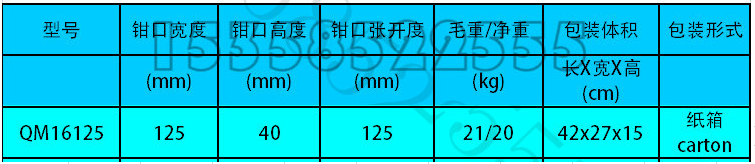 型号 钳口宽度 钳口高度 钳口张开度 毛重/净重 包装体积 包装形式
(mm) (mm) (mm) (kg) 长X宽X高
(cm)
QM16125 125 40 125 21/20 42x27x15 纸箱
carton
15558522555